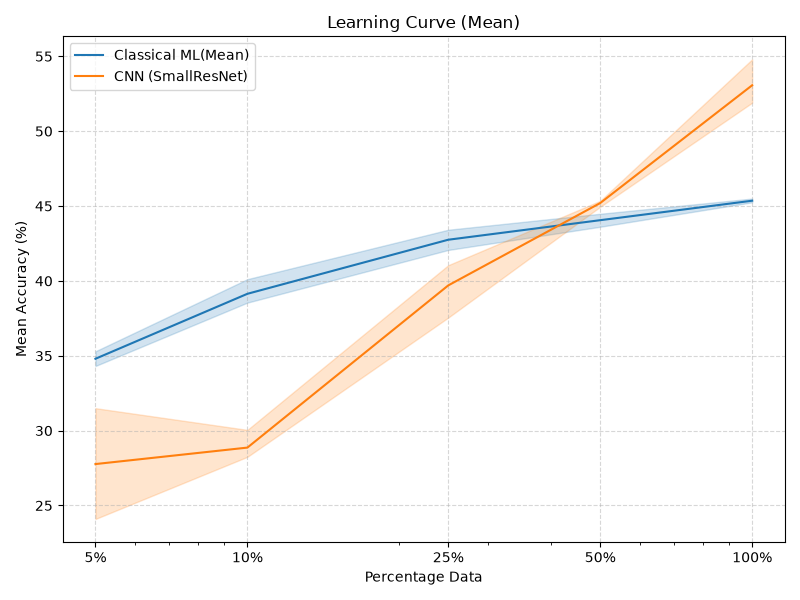 Learning Curve (Mean)
Classical ML(Mean)
CNN (SmallResNet)
Mean Accuracy (%)
55
50
45
40
35
30
25
5% 10% 25% 50% 100%
Percentage Data